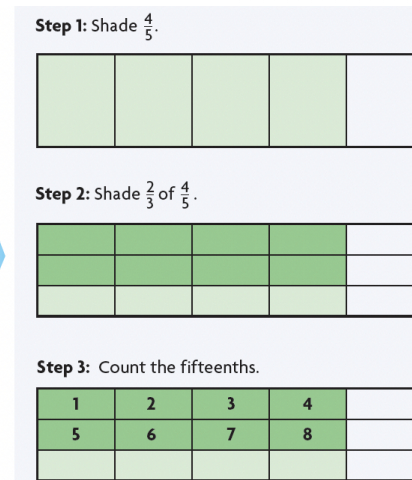 Step 1: Shade 4/5.
Step 2: Shade 2/3 of 4/5.
Step 3: Count the fifteenths.
1 2 3 4
5 6 7 8